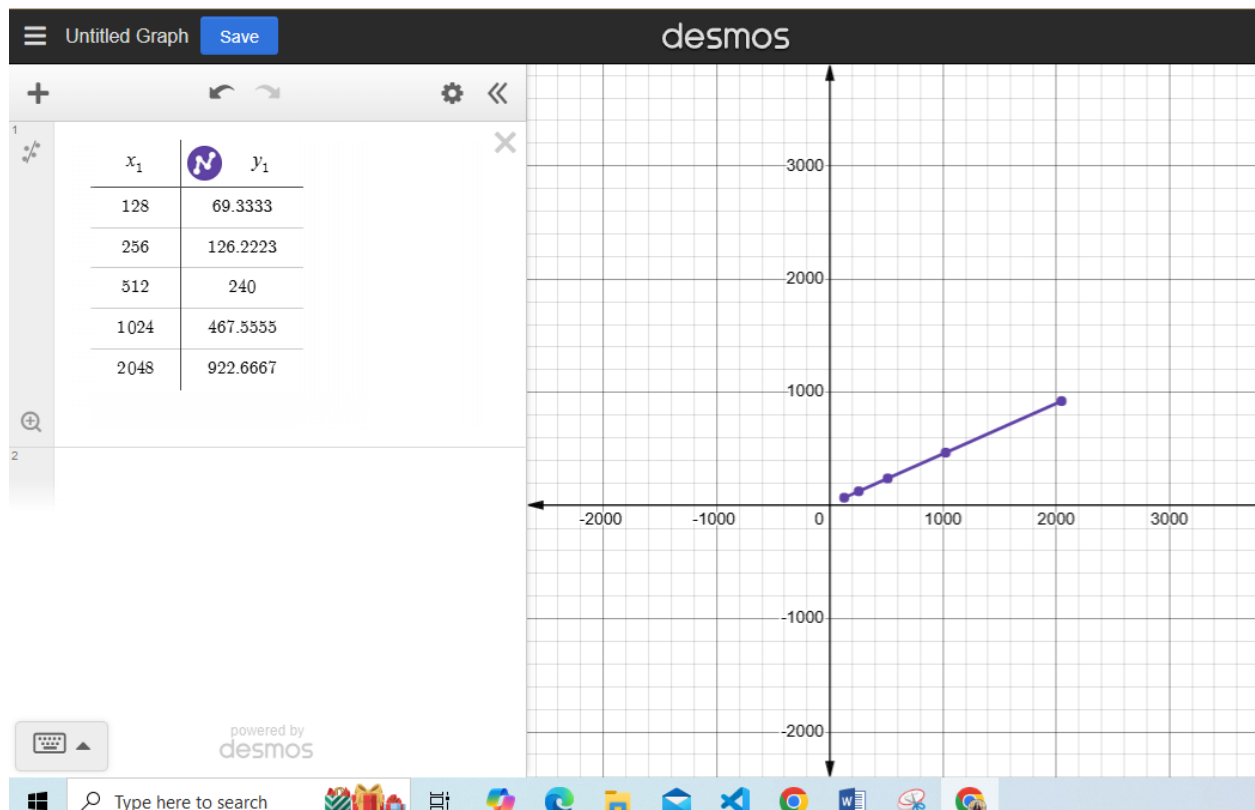 Untitled Graph Save desmos
1
x₁ y₁
128 69.3333
256 126.2223
512 240
1024 467.5555
2048 922.6667
2
powered by
desmos
3000
2000
1000
-2000 -1000 0 1000 2000 3000
-1000
-2000
Type here to search